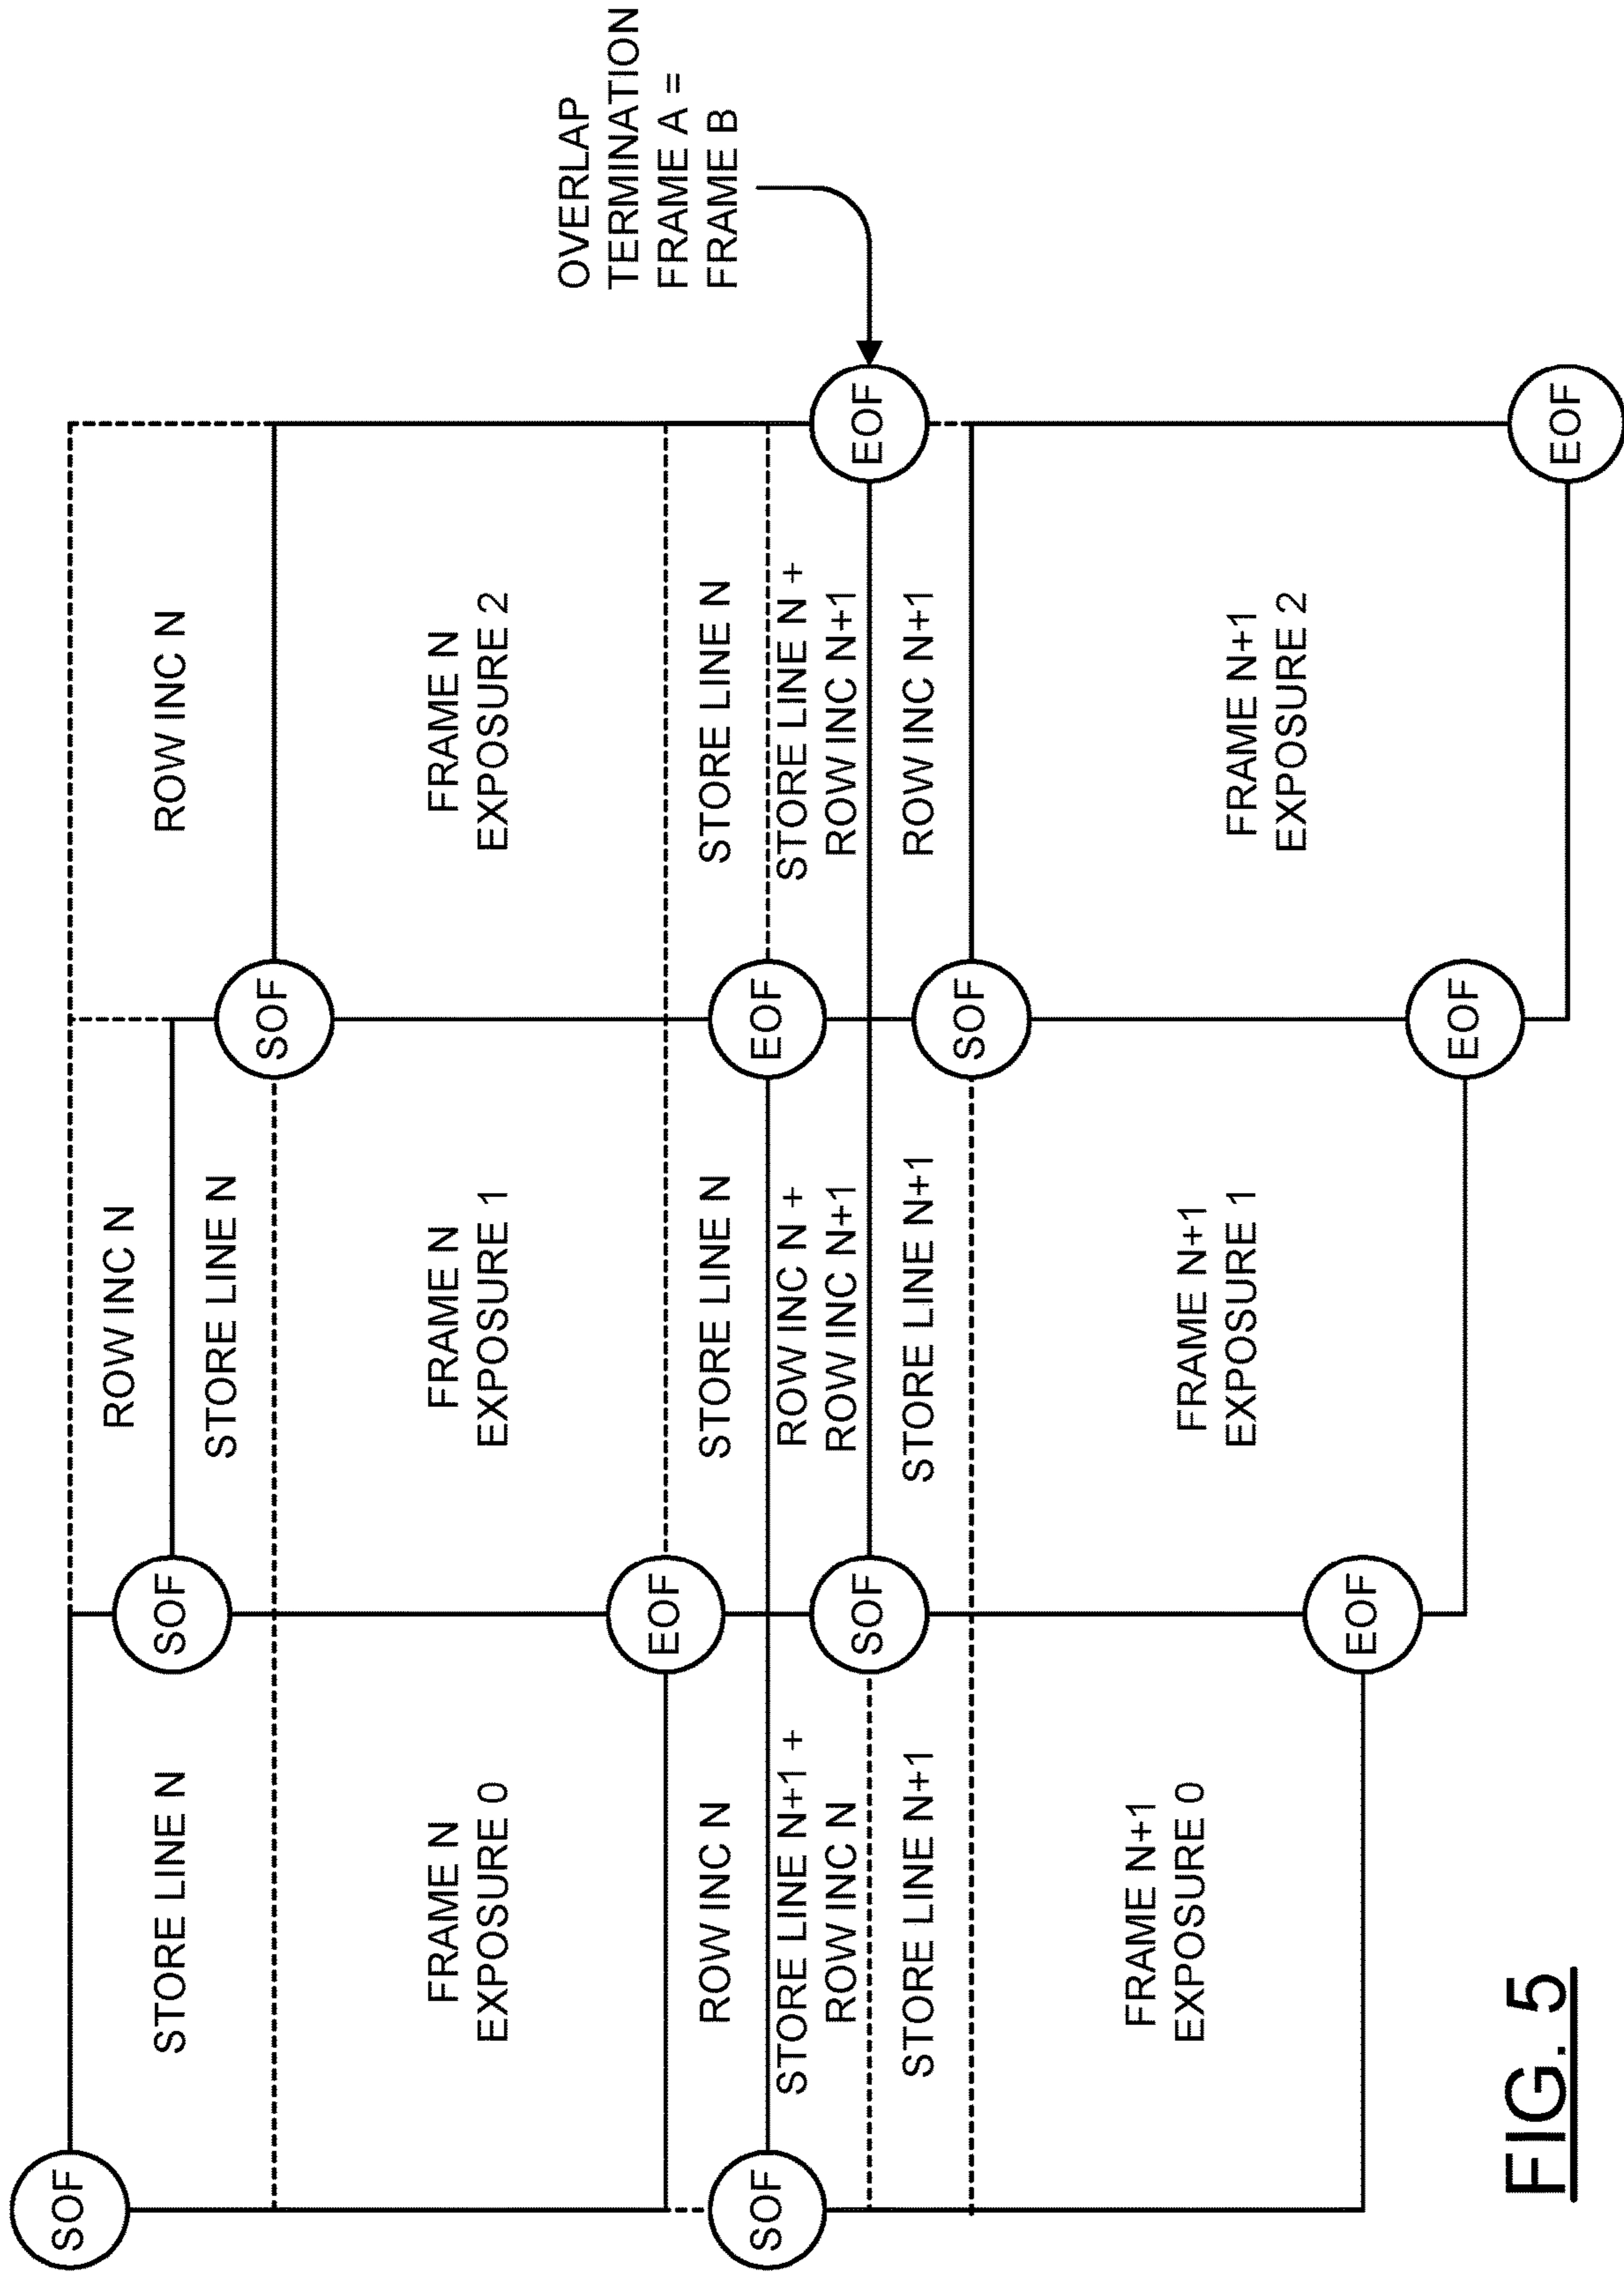 SOF
ROW INC N
STORE LINE N
SOF
ROW INC N
STORE LINE N
SOF
FRAME N
EXPOSURE 0
FRAME N
EXPOSURE 1
FRAME N
EXPOSURE 2
OVERLAP
TERMINATION
FRAME A =
FRAME B
EOF
ROW INC N
STORE LINE N
STORE LINE N
SOF
EOF
STORE LINE N+1 +
ROW INC N
ROW INC N +
ROW INC N+1
STORE LINE N +
ROW INC N+1
SOF
EOF
STORE LINE N+1
STORE LINE N+1
ROW INC N+1
SOF
FRAME N+1
EXPOSURE 0
FRAME N+1
EXPOSURE 1
FRAME N+1
EXPOSURE 2
EOF
EOF
EOF
FIG. 5